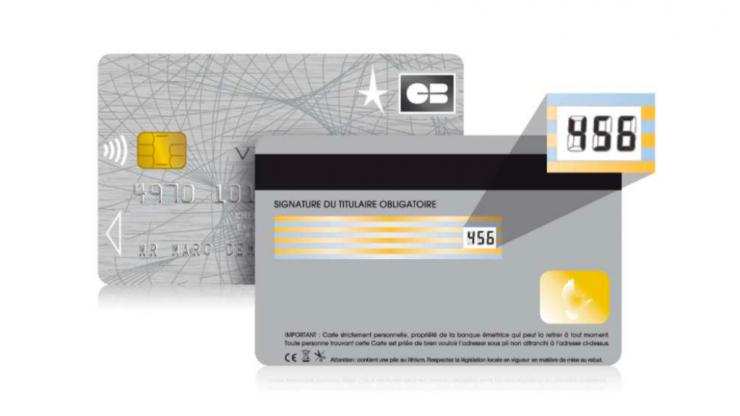 CB
4970 101
MR MARC DEM
SIGNATURE DU TITULAIRE OBLIGATOIRE
456
456
IMPORTANT : Carte strictement personnelle, propriété de la banque émettrice qui peut la retirer à tout moment.
Toute personne trouvant cette Carte est priée de bien vouloir l'adresser sous pli non affranchi à l'adresse ci-dessus.
CE Attention: contient une pile au lithium. Respectez la législation locale en vigueur en matière de mise au rebut.